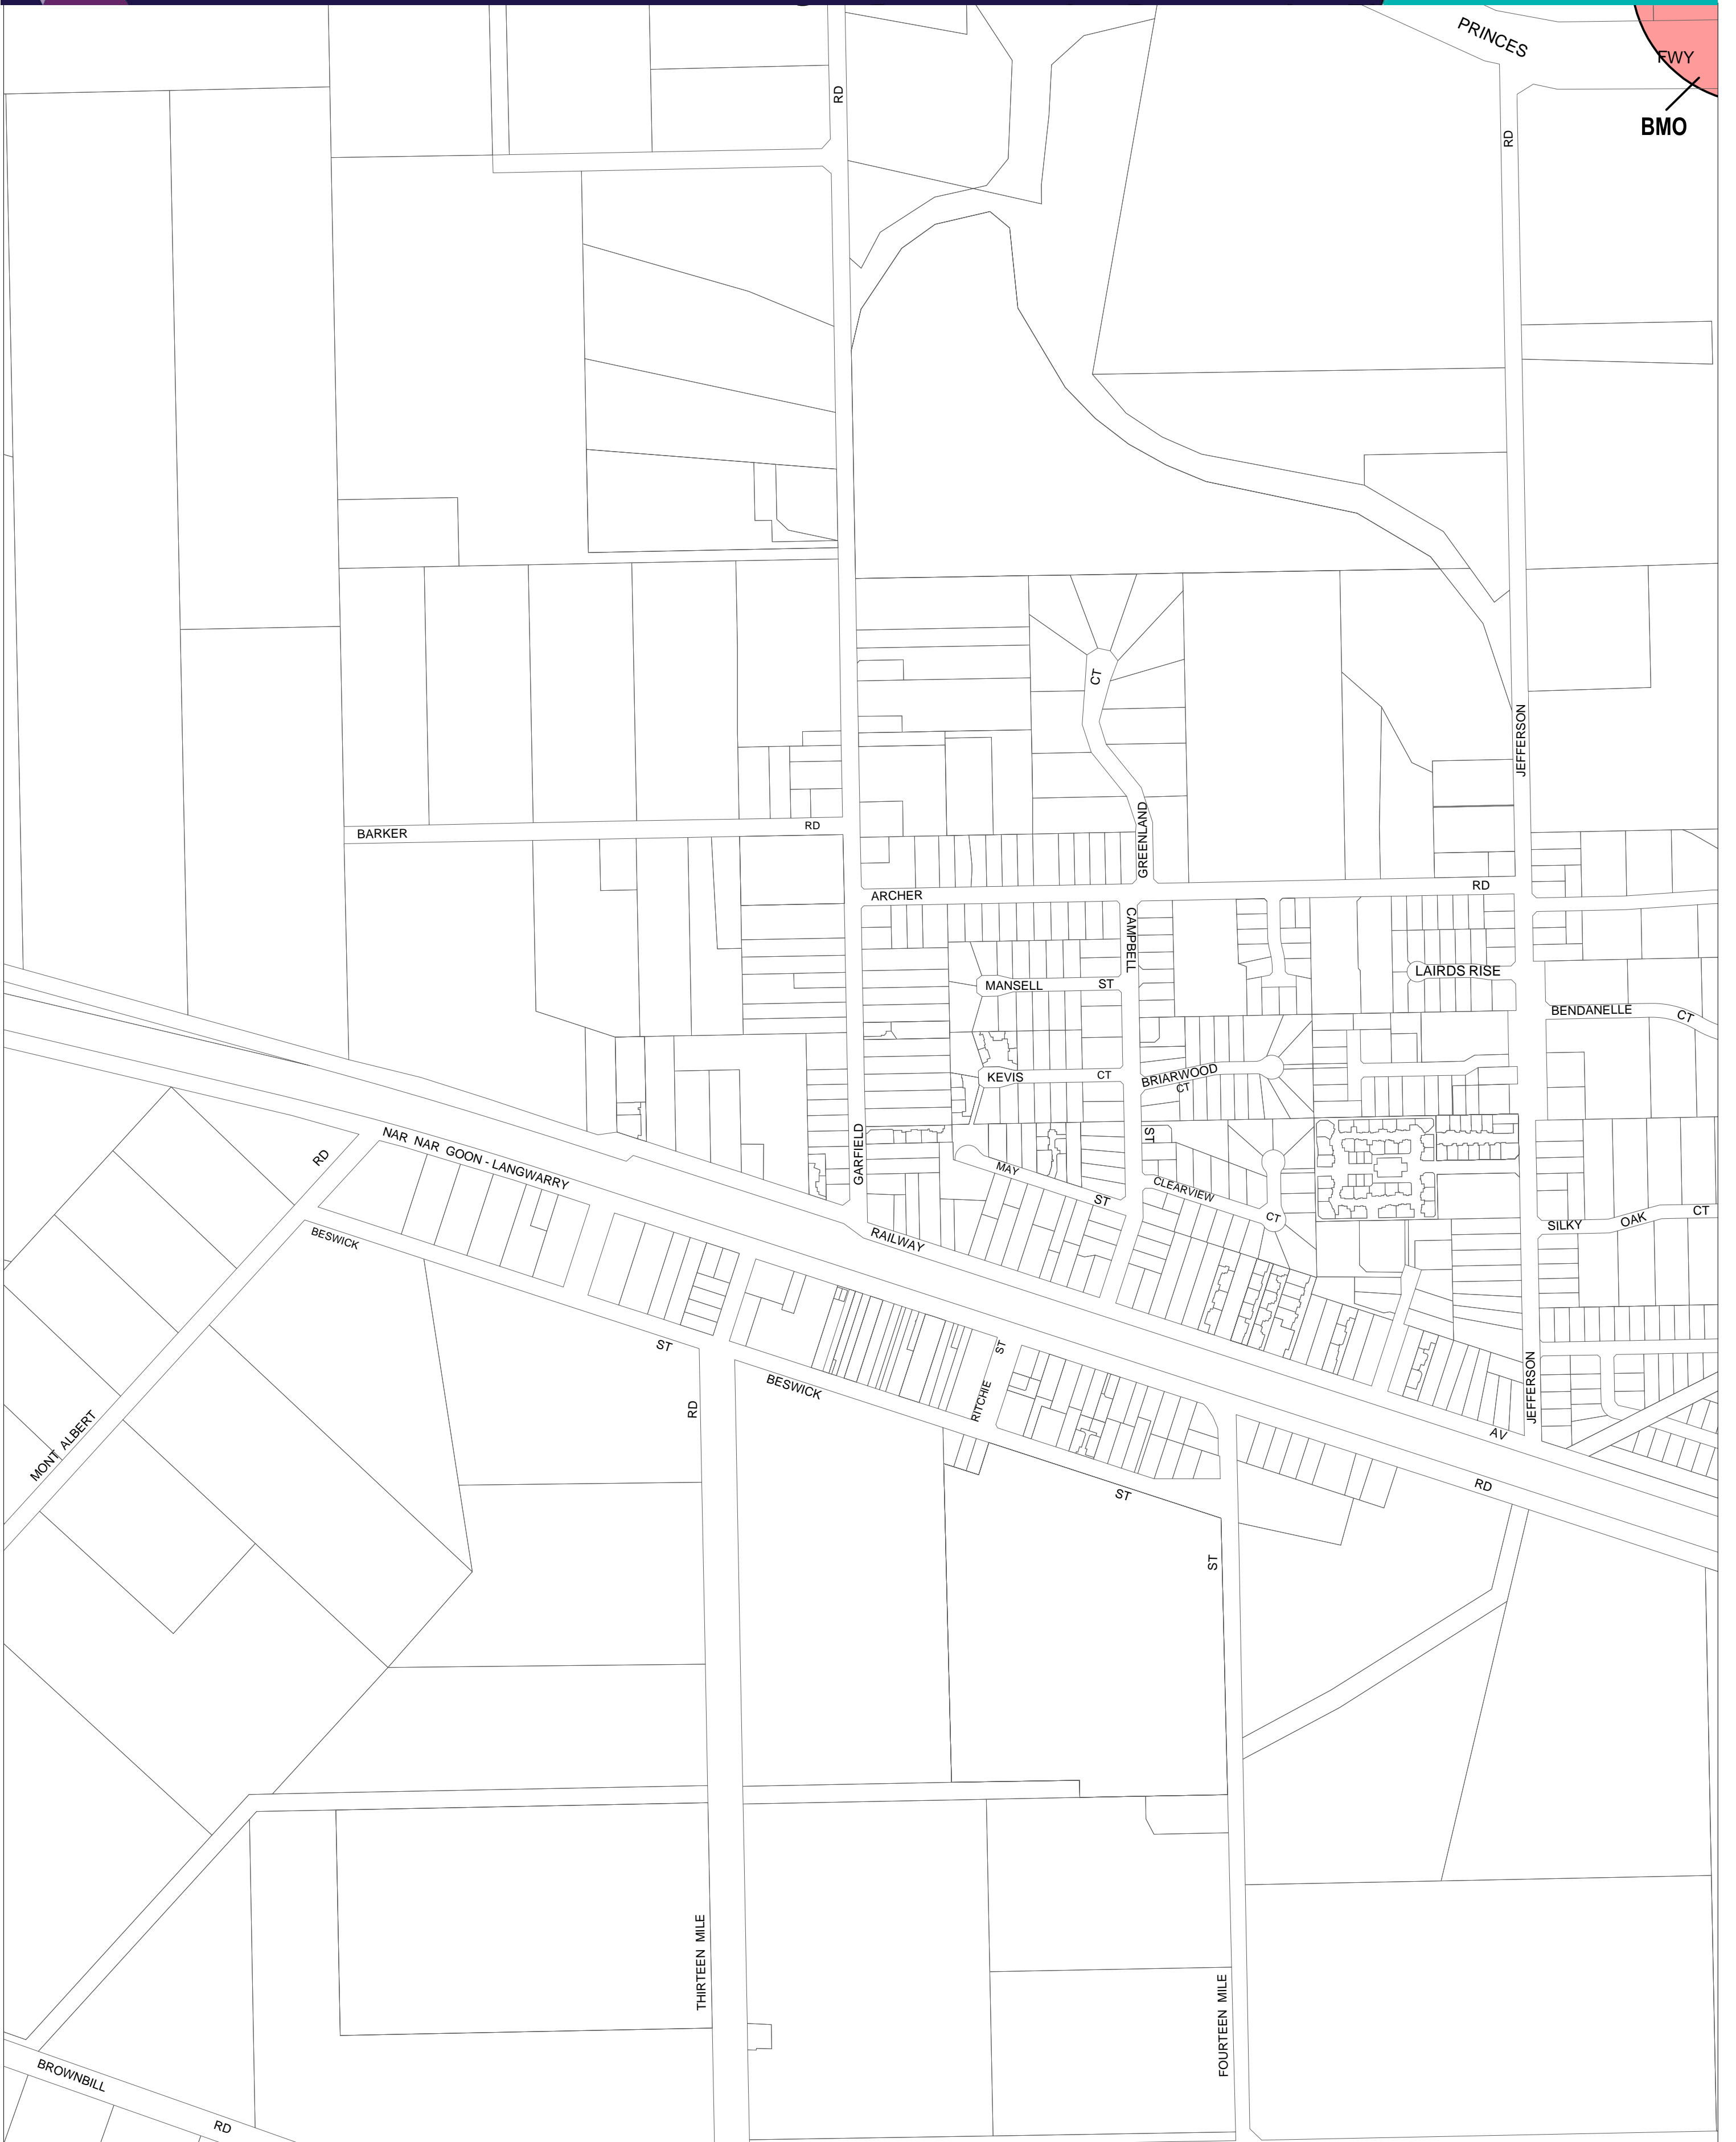 PRINCES
FWY
BMO
RD
RD
CT
JEFFERSON
BARKER
RD
GREENLAND
ARCHER
RD
CAMPBELL
LAIRDS RISE
MANSELL
ST
BENDANELLE
CT
KEVIS
CT
BRIARWOOD
CT
NAR NAR GOON - LANGWARRY
RD
GARFIELD
ST
MAY
ST
CLEARVIEW
CT
SILKY
OAK
CT
BESWICK
RAILWAY
ST
ST
RITCHIE
BESWICK
RD
JEFFERSON
AV
MONT ALBERT
ST
RD
ST
THIRTEEN MILE
FOURTEEN MILE
BROWNBILL
RD